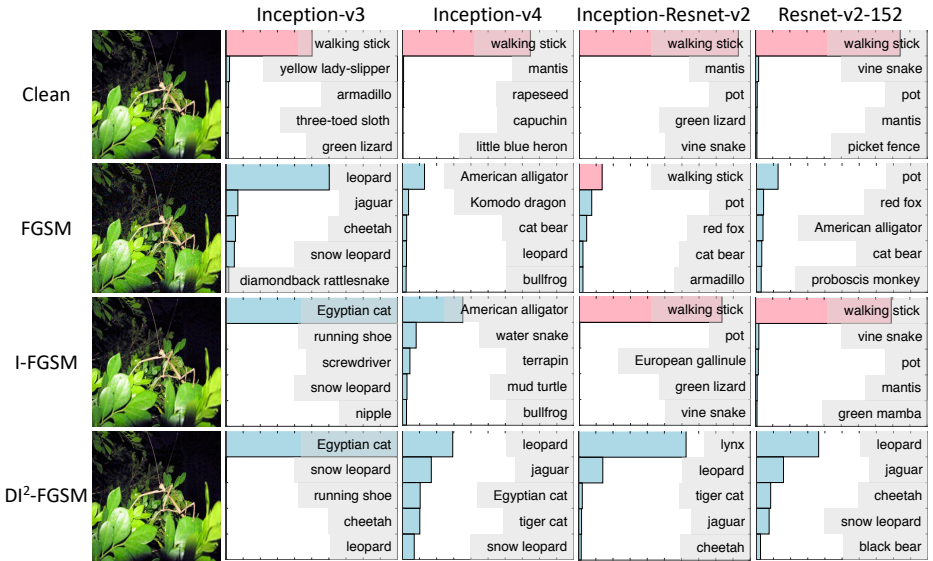 Inception-v3 Inception-v4 Inception-Resnet-v2 Resnet-v2-152
Clean
walking stick
yellow lady-slipper
armadillo
three-toed sloth
green lizard
walking stick
mantis
rapeseed
capuchin
little blue heron
walking stick
mantis
pot
green lizard
vine snake
walking stick
vine snake
pot
mantis
picket fence
FGSM
leopard
jaguar
cheetah
snow leopard
diamondback rattlesnake
American alligator
Komodo dragon
cat bear
leopard
bullfrog
walking stick
pot
red fox
cat bear
armadillo
pot
red fox
American alligator
cat bear
proboscis monkey
I-FGSM
Egyptian cat
running shoe
screwdriver
snow leopard
nipple
American alligator
water snake
terrapin
mud turtle
bullfrog
walking stick
pot
European gallinule
green lizard
vine snake
walking stick
vine snake
pot
mantis
green mamba
DI²-FGSM
Egyptian cat
snow leopard
running shoe
cheetah
leopard
leopard
jaguar
Egyptian cat
tiger cat
snow leopard
lynx
leopard
tiger cat
jaguar
cheetah
leopard
jaguar
cheetah
snow leopard
black bear